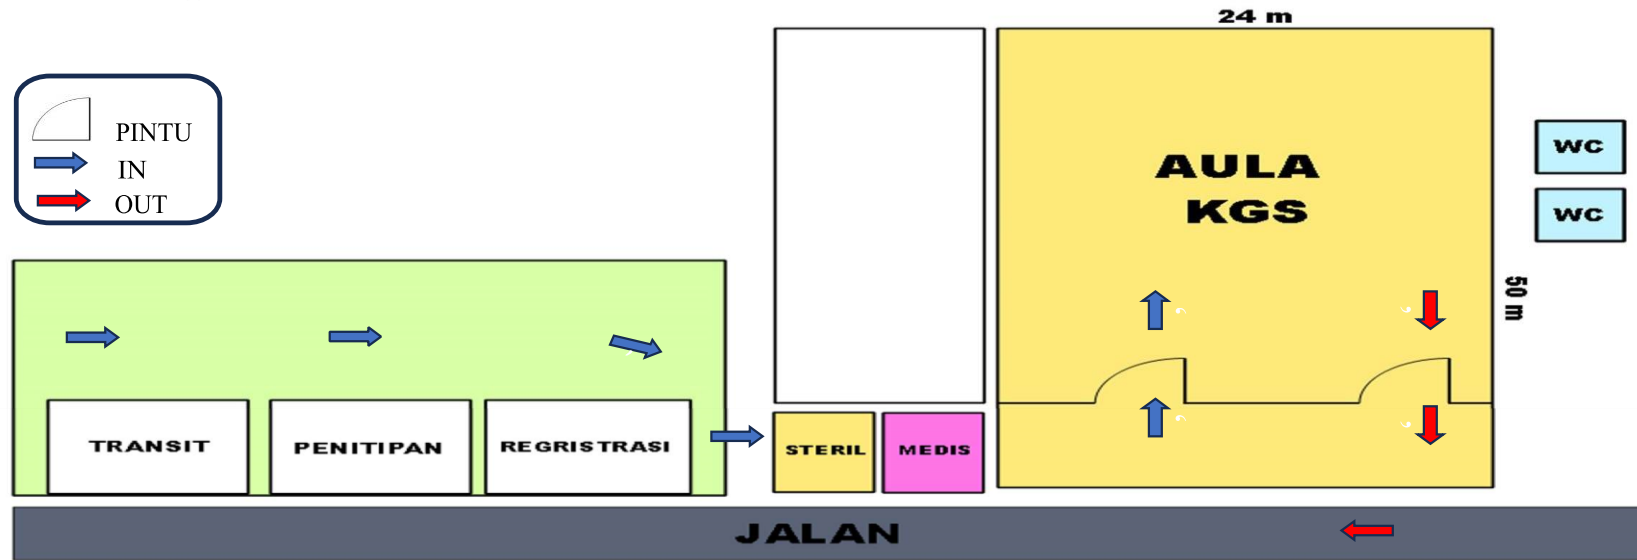 24 m
PINTU
IN
OUT
AULA
KGS
WC
WC
50 m
TRANSIT
PENITIPAN
REGRISTRASI
STERIL
MEDIS
JALAN